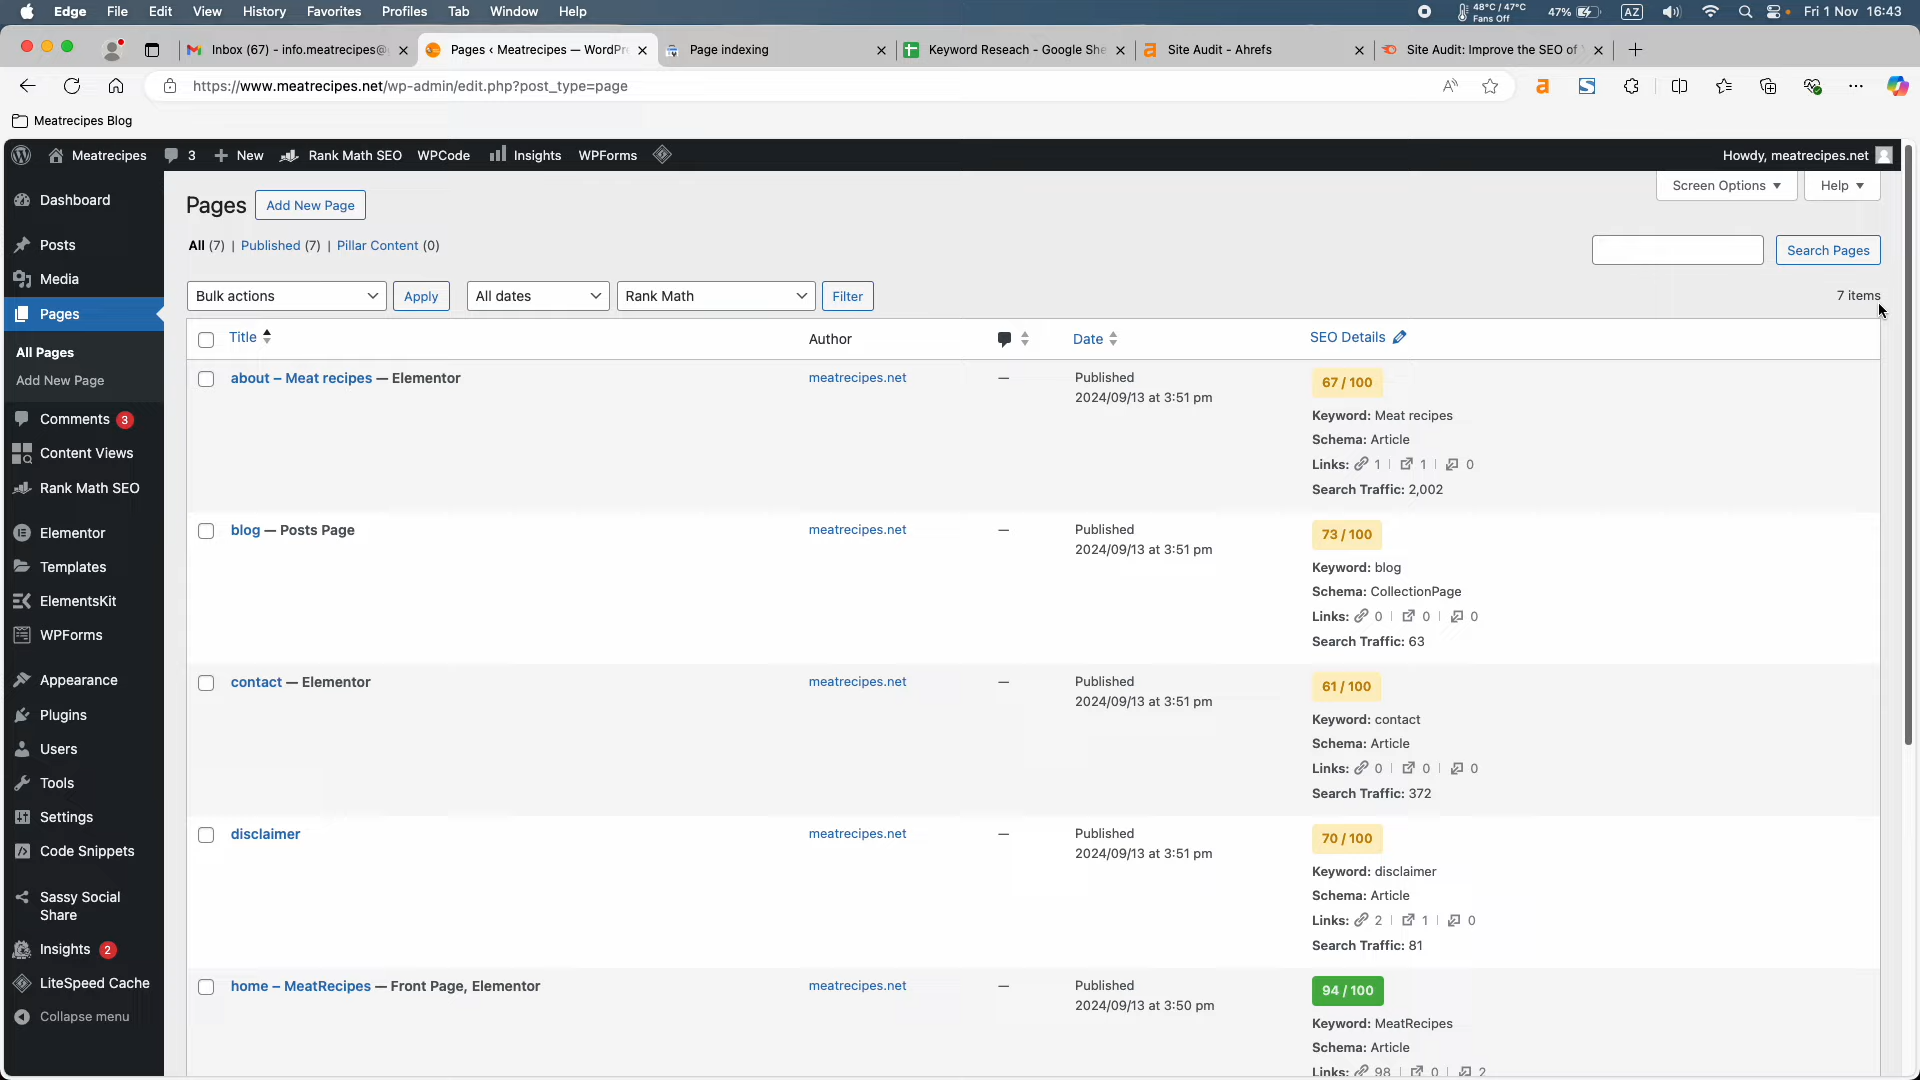 Edge File Edit View History Favorites Profiles Tab Window Help 48°C / 47°C Fans Off 47% AZ Fri 1 Nov 16:43
Inbox (67) - info.meatrecipes@ Pages ‹ Meatrecipes — WordPr Page indexing Keyword Reseach - Google She Site Audit - Ahrefs Site Audit: Improve the SEO of
https://www.meatrecipes.net/wp-admin/edit.php?post_type=page
Meatrecipes Blog
Meatrecipes 3 New Rank Math SEO WPCode Insights WPForms Howdy, meatrecipes.net
Dashboard
Posts
Media
Pages
All Pages
Add New Page
Comments 3
Content Views
Rank Math SEO
Elementor
Templates
ElementsKit
WPForms
Appearance
Plugins
Users
Tools
Settings
Code Snippets
Sassy Social
Share
Insights 2
LiteSpeed Cache
Collapse menu
Screen Options Help
Pages Add New Page
All (7) | Published (7) | Pillar Content (0)
Search Pages
Bulk actions Apply All dates Rank Math Filter 7 items
Title Author Date SEO Details
about – Meat recipes — Elementor meatrecipes.net — Published 67 / 100
2024/09/13 at 3:51 pm
Keyword: Meat recipes
Schema: Article
Links: 1 | 1 | 0
Search Traffic: 2,002
blog — Posts Page meatrecipes.net — Published 73 / 100
2024/09/13 at 3:51 pm
Keyword: blog
Schema: CollectionPage
Links: 0 | 0 | 0
Search Traffic: 63
contact — Elementor meatrecipes.net — Published 61 / 100
2024/09/13 at 3:51 pm
Keyword: contact
Schema: Article
Links: 0 | 0 | 0
Search Traffic: 372
disclaimer meatrecipes.net — Published 70 / 100
2024/09/13 at 3:51 pm
Keyword: disclaimer
Schema: Article
Links: 2 | 1 | 0
Search Traffic: 81
home – MeatRecipes — Front Page, Elementor meatrecipes.net — Published 94 / 100
2024/09/13 at 3:50 pm
Keyword: MeatRecipes
Schema: Article
Links: 98 | 0 | 2